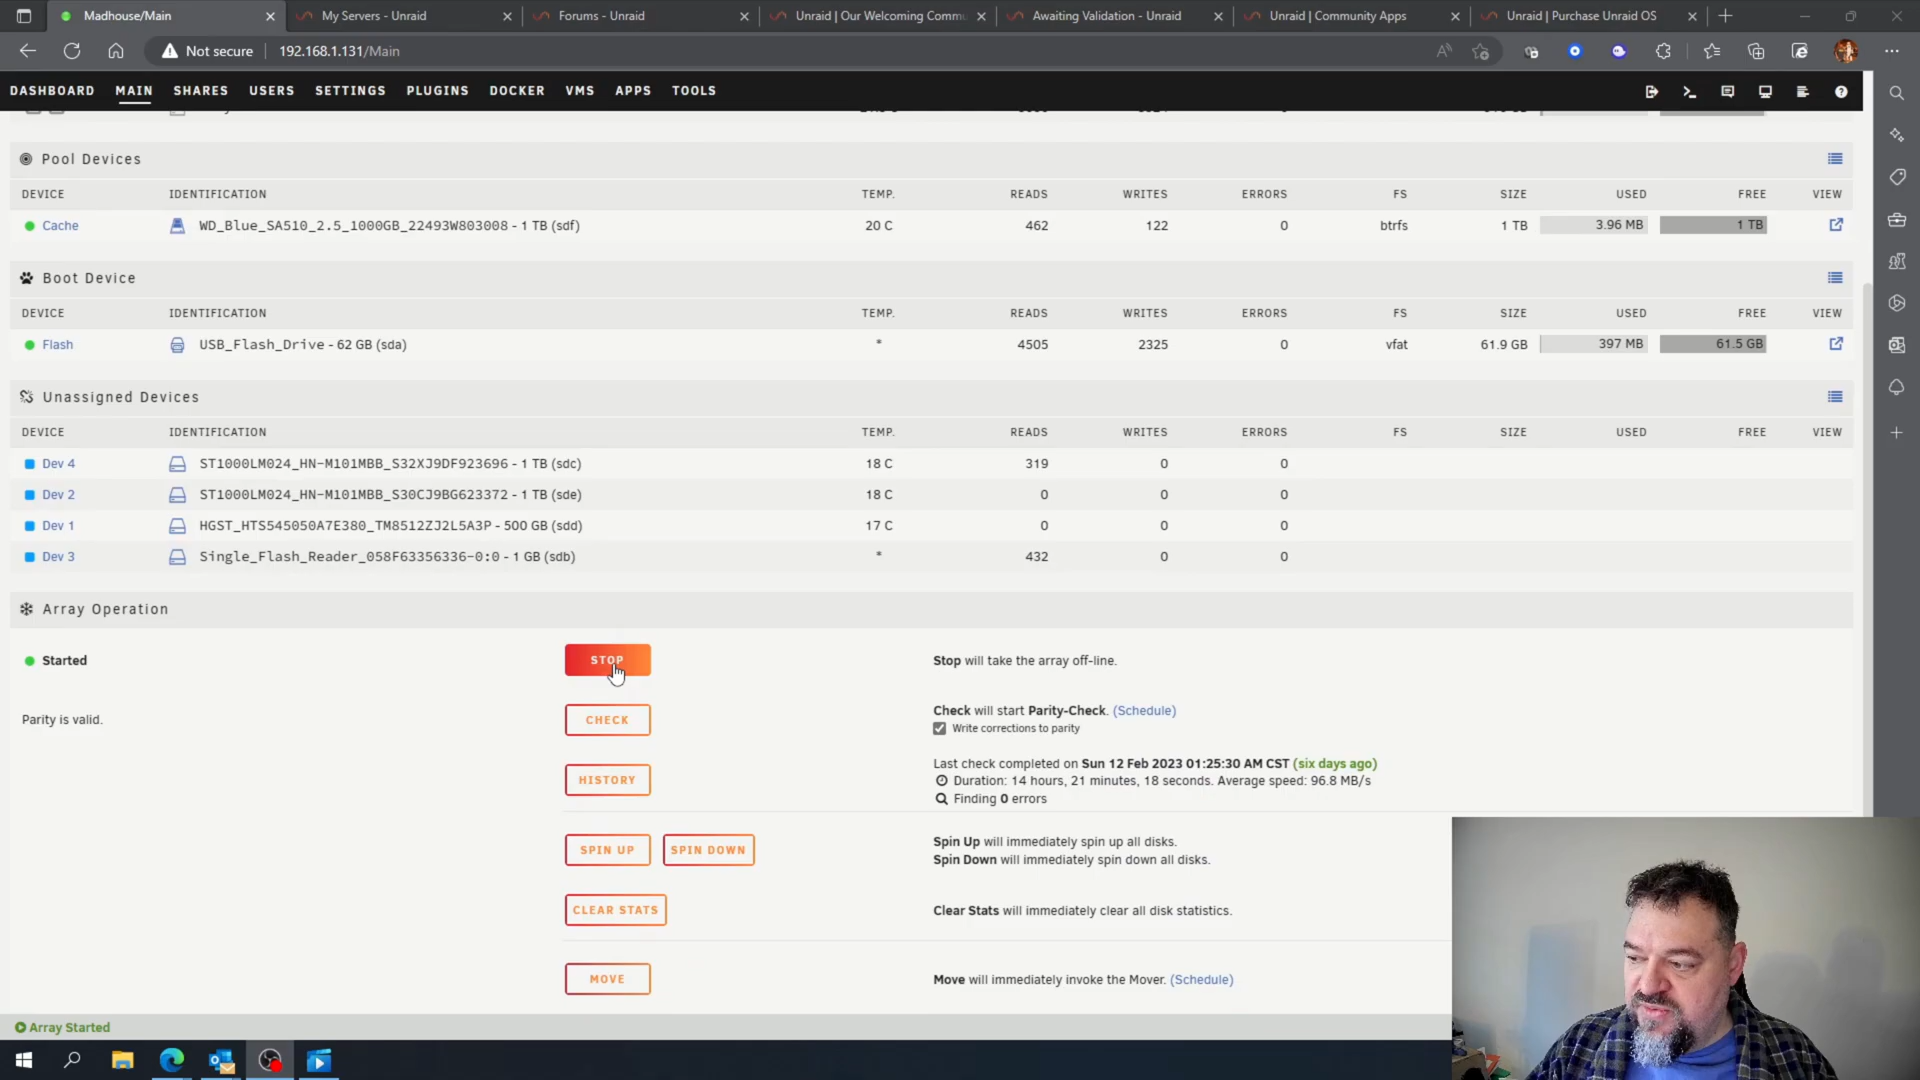 Madhouse/Main
My Servers - Unraid
Forums - Unraid
Unraid | Our Welcoming Commu
Awaiting Validation - Unraid
Unraid | Community Apps
Unraid | Purchase Unraid OS
Not secure 192.168.1.131/Main
DASHBOARD MAIN SHARES USERS SETTINGS PLUGINS DOCKER VMS APPS TOOLS
Pool Devices
DEVICE IDENTIFICATION TEMP. READS WRITES ERRORS FS SIZE USED FREE VIEW
Cache WD_Blue_SA510_2.5_1000GB_22493W803008 - 1 TB (sdf) 20 C 462 122 0 btrfs 1 TB 3.96 MB 1 TB
Boot Device
DEVICE IDENTIFICATION TEMP. READS WRITES ERRORS FS SIZE USED FREE VIEW
Flash USB_Flash_Drive - 62 GB (sda) * 4505 2325 0 vfat 61.9 GB 397 MB 61.5 GB
Unassigned Devices
DEVICE IDENTIFICATION TEMP. READS WRITES ERRORS FS SIZE USED FREE VIEW
Dev 4 ST1000LM024_HN-M101MBB_S32XJ9DF923696 - 1 TB (sdc) 18 C 319 0 0
Dev 2 ST1000LM024_HN-M101MBB_S30CJ9BG623372 - 1 TB (sde) 18 C 0 0 0
Dev 1 HGST_HTS545050A7E380_TM8512ZJ2L5A3P - 500 GB (sdd) 17 C 0 0 0
Dev 3 Single_Flash_Reader_058F63356336-0:0 - 1 GB (sdb) * 432 0 0
Array Operation
Started STOP Stop will take the array off-line.
Parity is valid. CHECK Check will start Parity-Check. (Schedule)
Write corrections to parity
HISTORY Last check completed on Sun 12 Feb 2023 01:25:30 AM CST (six days ago)
Duration: 14 hours, 21 minutes, 18 seconds. Average speed: 96.8 MB/s
Finding 0 errors
SPIN UP SPIN DOWN Spin Up will immediately spin up all disks.
Spin Down will immediately spin down all disks.
CLEAR STATS Clear Stats will immediately clear all disk statistics.
MOVE Move will immediately invoke the Mover. (Schedule)
Array Started